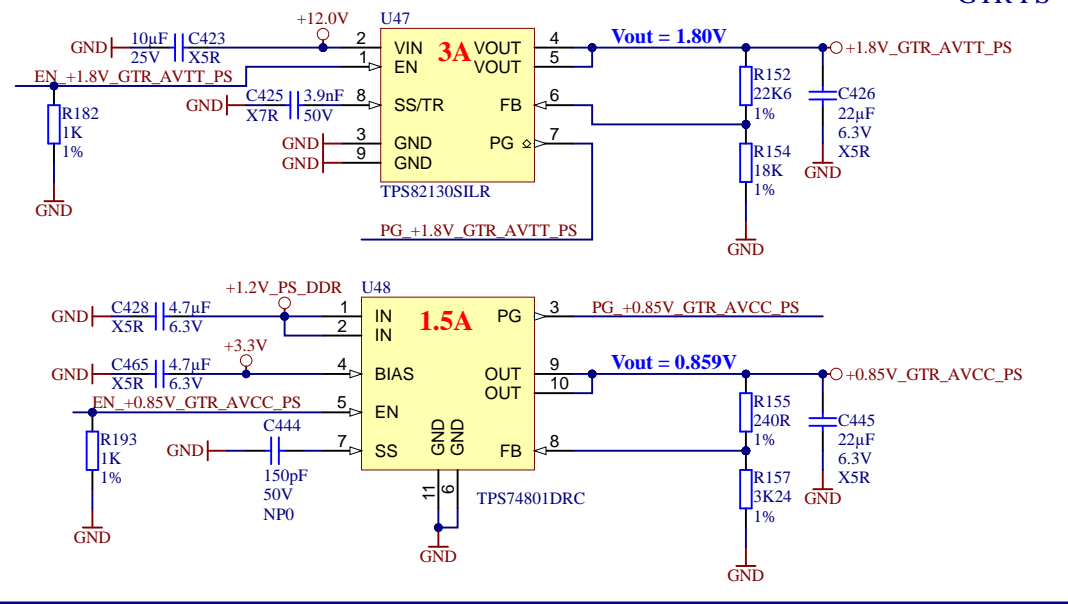 +12.0V
U47
GND
10µF
C423
25V
X5R
2
VIN
3A
VOUT
4
Vout = 1.80V
+1.8V_GTR_AVTT_PS
1
EN
VOUT
5
EN_+1.8V_GTR_AVTT_PS
R182
1K
1%
GND
GND
C425
3.9nF
X7R
50V
8
SS/TR
FB
6
R152
22K6
1%
C426
22µF
6.3V
X5R
GND
GND
3
GND
PG
7
GND
9
GND
R154
18K
1%
GND
TPS82130SILR
PG_+1.8V_GTR_AVTT_PS
+1.2V_PS_DDR
U48
GND
C428
4.7µF
X5R
6.3V
1
IN
1.5A
PG
3
PG_+0.85V_GTR_AVCC_PS
2
IN
+3.3V
GND
C465
4.7µF
X5R
6.3V
4
BIAS
OUT
9
Vout = 0.859V
+0.85V_GTR_AVCC_PS
OUT
10
EN_+0.85V_GTR_AVCC_PS
5
EN
R193
1K
1%
GND
C444
GND
150pF
50V
NP0
7
SS
GND
GND
FB
8
R155
240R
1%
C445
22µF
6.3V
X5R
GND
11
6
TPS74801DRC
R157
3K24
1%
GND
GND